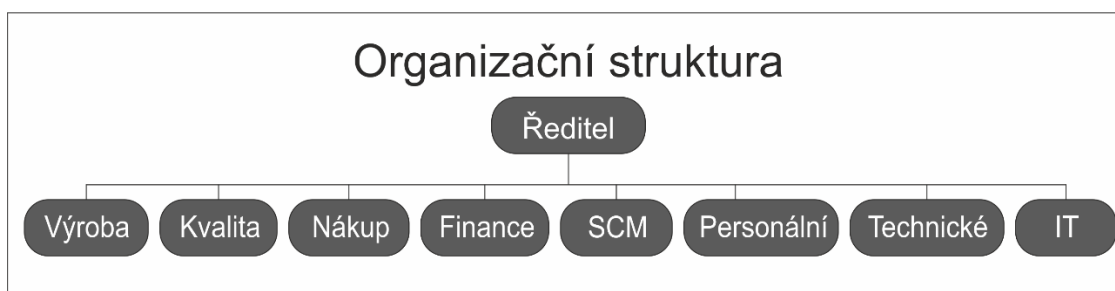 Organizační struktura
Ředitel
Výroba Kvalita Nákup Finance SCM Personální Technické IT